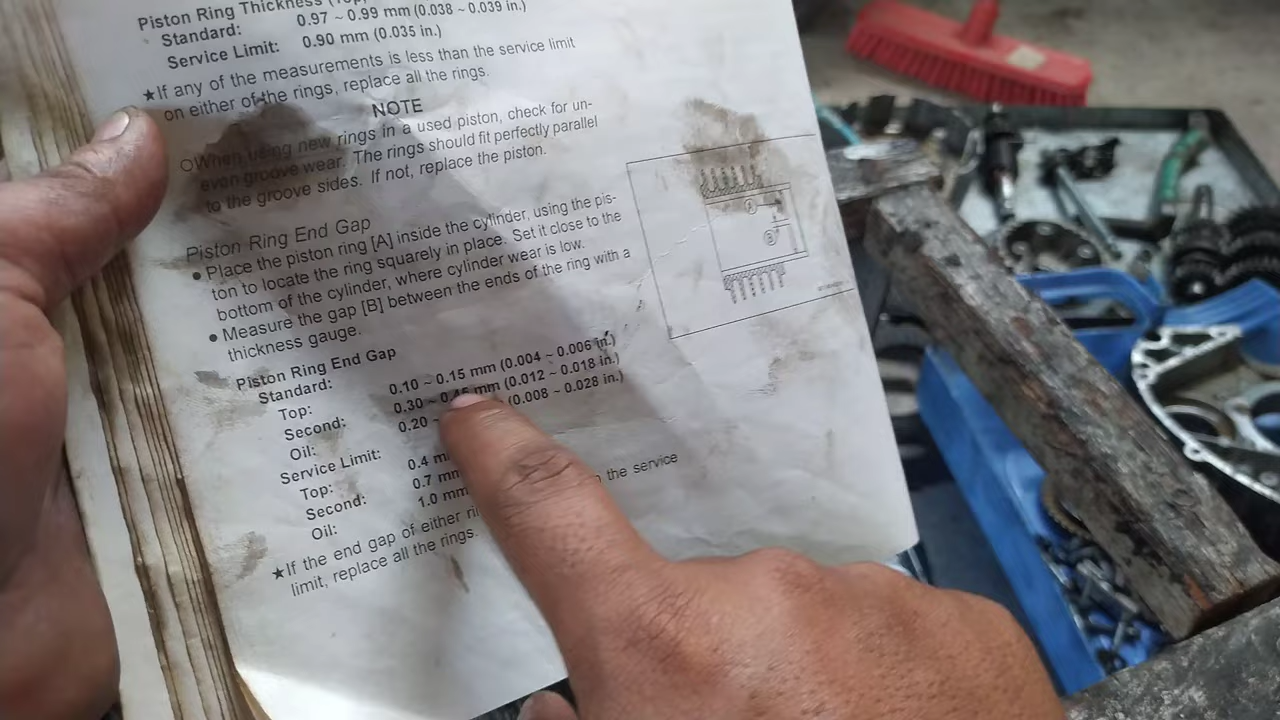 Piston Ring Thickness
Standard: 0.97 ~ 0.99 mm (0.038 ~ 0.039 in.)
Service Limit: 0.90 mm (0.035 in.)
★If any of the measurements is less than the service limit
on either of the rings, replace all the rings.
NOTE
○When using new rings in a used piston, check for un-
even groove wear. The rings should fit perfectly parallel
to the groove sides. If not, replace the piston.
Piston Ring End Gap
• Place the piston ring [A] inside the cylinder, using the pis-
ton to locate the ring squarely in place. Set it close to the
bottom of the cylinder, where cylinder wear is low.
• Measure the gap [B] between the ends of the ring with a
thickness gauge.
A
B
Piston Ring End Gap
Standard:
Top: 0.10 ~ 0.15 mm (0.004 ~ 0.006 in.)
Second: 0.30 ~ 0.45 mm (0.012 ~ 0.018 in.)
Oil: 0.20 ~ (0.008 ~ 0.028 in.)
Service Limit:
Top: 0.4 m
Second: 0.7 mm
Oil: 1.0 mm
★If the end gap of either ri the service
limit, replace all the rings.